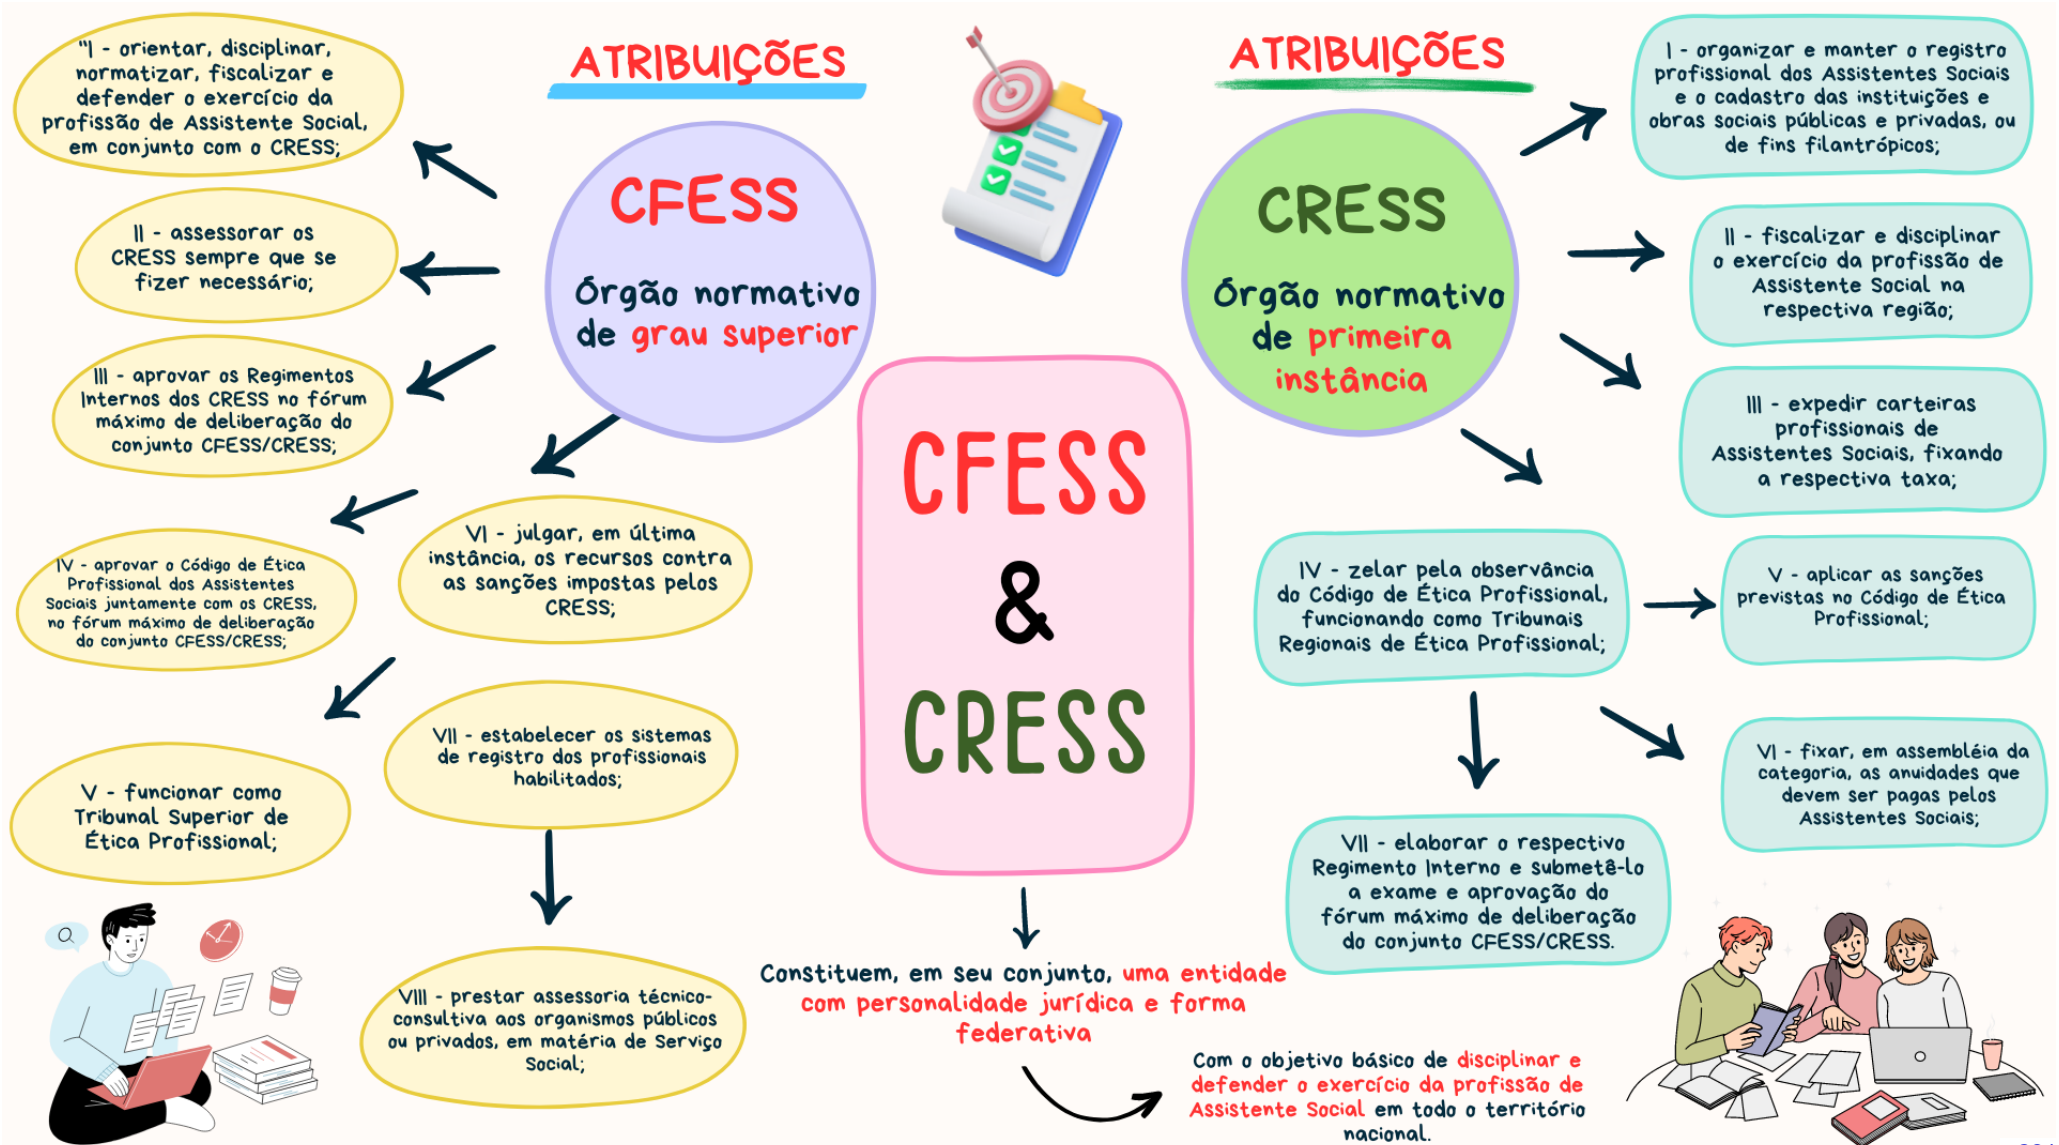 ATRIBUIÇÕES
CFESS
Órgão normativo
de grau superior
"I - orientar, disciplinar,
normatizar, fiscalizar e
defender o exercício da
profissão de Assistente Social,
em conjunto com o CRESS;
II - assessorar os
CRESS sempre que se
fizer necessário;
III - aprovar os Regimentos
Internos dos CRESS no fórum
máximo de deliberação do
conjunto CFESS/CRESS;
IV - aprovar o Código de Ética
Profissional dos Assistentes
Sociais juntamente com os CRESS,
no fórum máximo de deliberação
do conjunto CFESS/CRESS;
V - funcionar como
Tribunal Superior de
Ética Profissional;
VI - julgar, em última
instância, os recursos contra
as sanções impostas pelos
CRESS;
VII - estabelecer os sistemas
de registro dos profissionais
habilitados;
VIII - prestar assessoria técnico-
consultiva aos organismos públicos
ou privados, em matéria de Serviço
Social;
CFESS
&
CRESS
Constituem, em seu conjunto, uma entidade
com personalidade jurídica e forma
federativa
Com o objetivo básico de disciplinar e
defender o exercício da profissão de
Assistente Social em todo o território
nacional.
ATRIBUIÇÕES
CRESS
Órgão normativo
de primeira
instância
I - organizar e manter o registro
profissional dos Assistentes Sociais
e o cadastro das instituições e
obras sociais públicas e privadas, ou
de fins filantrópicos;
II - fiscalizar e disciplinar
o exercício da profissão de
Assistente Social na
respectiva região;
III - expedir carteiras
profissionais de
Assistentes Sociais, fixando
a respectiva taxa;
IV - zelar pela observância
do Código de Ética Profissional,
funcionando como Tribunais
Regionais de Ética Profissional;
V - aplicar as sanções
previstas no Código de Ética
Profissional;
VI - fixar, em assembléia da
categoria, as anuidades que
devem ser pagas pelos
Assistentes Sociais;
VII - elaborar o respectivo
Regimento Interno e submetê-lo
a exame e aprovação do
fórum máximo de deliberação
do conjunto CFESS/CRESS.